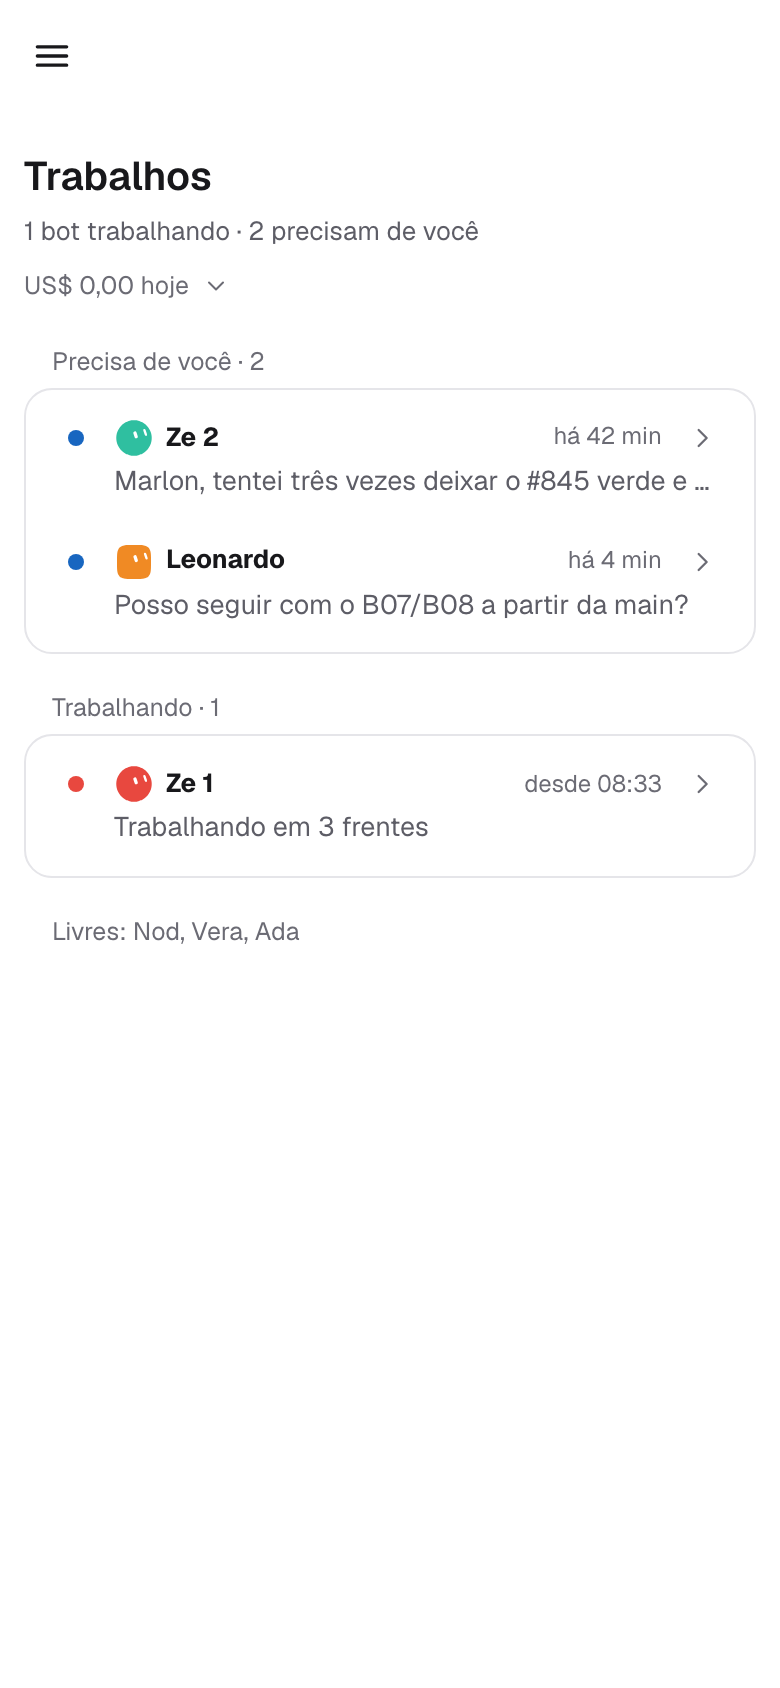 Trabalhos
1 bot trabalhando · 2 precisam de você
US$ 0,00 hoje
Precisa de você · 2
Ze 2 há 42 min
Marlon, tentei três vezes deixar o #845 verde e ...
Leonardo há 4 min
Posso seguir com o B07/B08 a partir da main?
Trabalhando · 1
Ze 1 desde 08:33
Trabalhando em 3 frentes
Livres: Nod, Vera, Ada